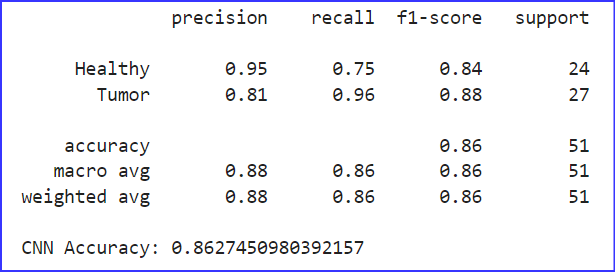 precision recall f1-score support
Healthy 0.95 0.75 0.84 24
Tumor 0.81 0.96 0.88 27
accuracy 0.86 51
macro avg 0.88 0.86 0.86 51
weighted avg 0.88 0.86 0.86 51
CNN Accuracy: 0.8627450980392157